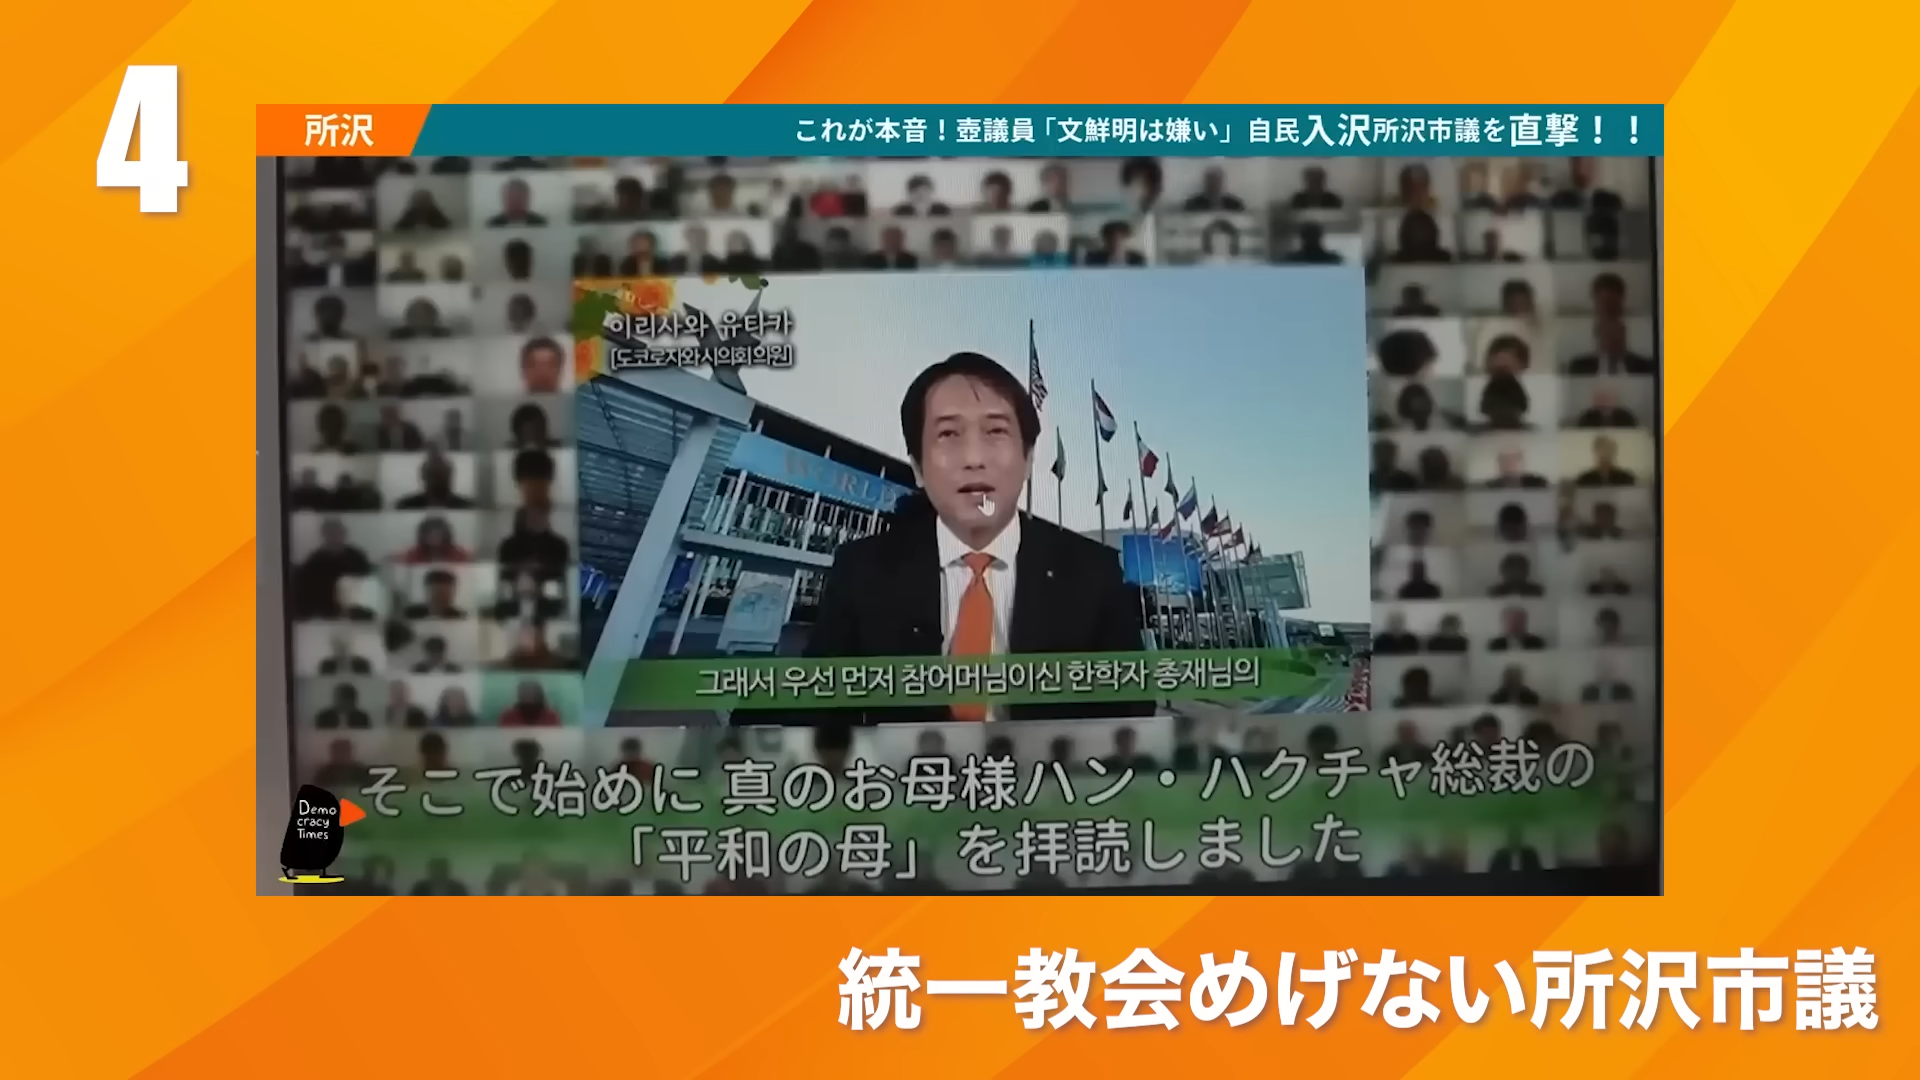 4
所沢
これが本音！壺議員「文鮮明は嫌い」自民入沢所沢市議を直撃！！
이리사와 유타카
[도코로자와시의회의원]
WORLD
그래서 우선 먼저 참어머님이신 한학자 총재님의
そこで始めに 真のお母様ハン・ハクチャ総裁の
「平和の母」を拝読しました
Demo
cracy
Times
統一教会めげない所沢市議